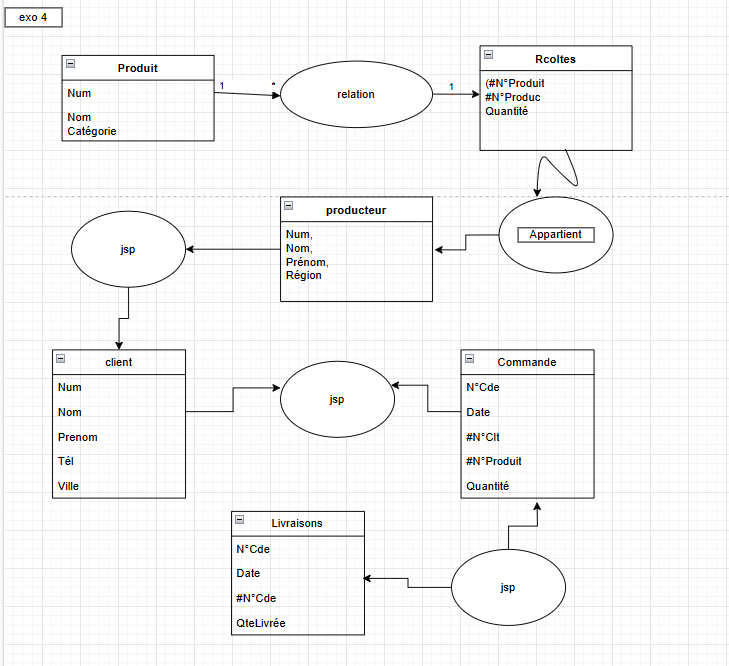 exo 4
Produit
Num
Nom
Catégorie
1
*
relation
1
Rcoltes
(#N°Produit
#N°Produc
Quantité
jsp
producteur
Num,
Nom,
Prénom,
Région
Appartient
client
Num
Nom
Prenom
Tél
Ville
jsp
Commande
N°Cde
Date
#N°Clt
#N°Produit
Quantité
Livraisons
N°Cde
Date
#N°Cde
QteLivrée
jsp